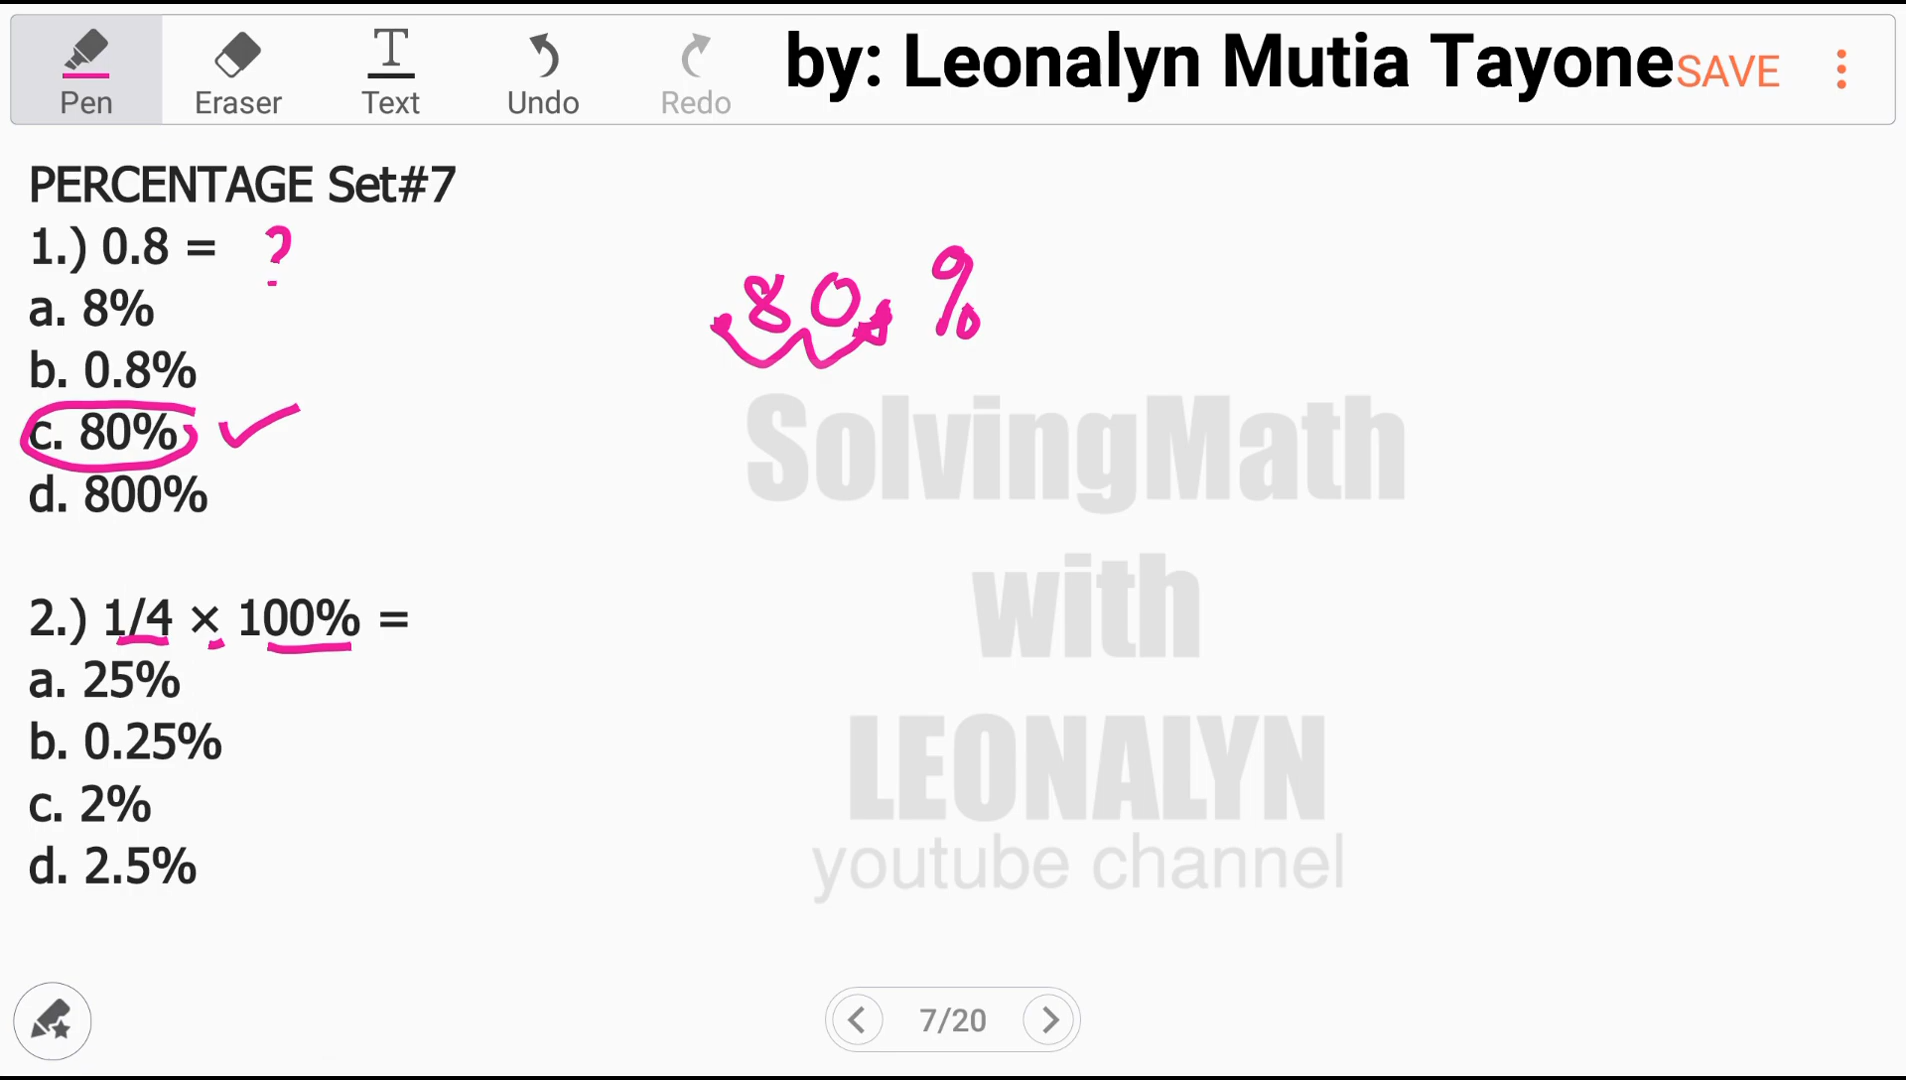 Pen
Eraser
Text
Undo
Redo
by: Leonalyn Mutia Tayone
SAVE
PERCENTAGE Set#7
1.) 0.8 = ?
a. 8%
b. 0.8%
c. 80%
d. 800%
.80.%
2.) 1/4 × 100% =
a. 25%
b. 0.25%
c. 2%
d. 2.5%
SolvingMath
with
LEONALYN
youtube channel
7/20